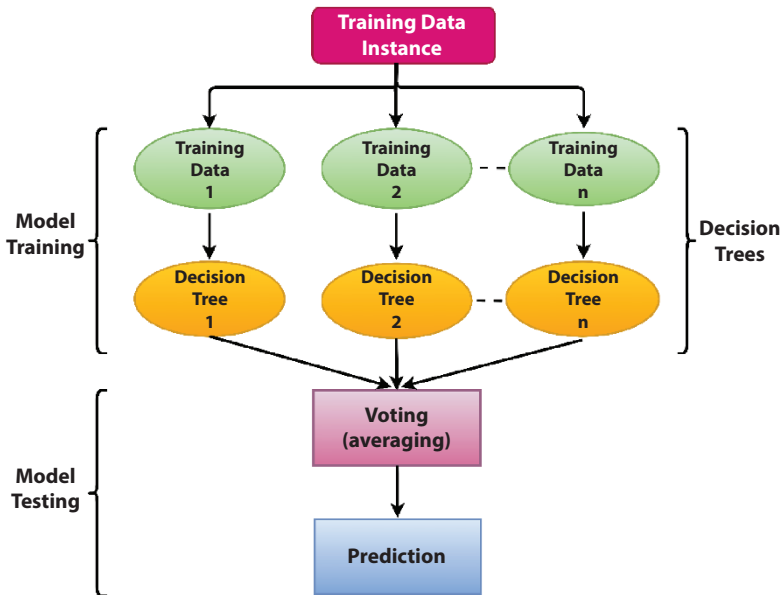 Training Data
Instance
Training
Data
1
Training
Data
2
Training
Data
n
Model
Training
Decision
Trees
Decision
Tree
1
Decision
Tree
2
Decision
Tree
n
Voting
(averaging)
Model
Testing
Prediction